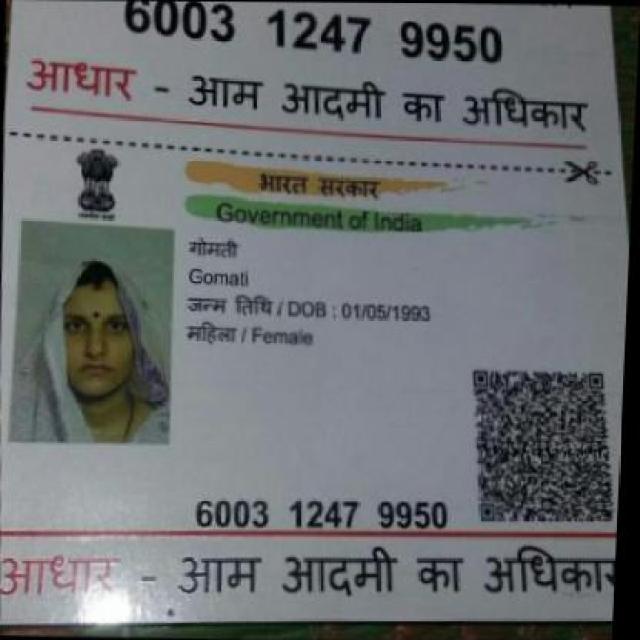 6003 1247 9950
आधार - आम आदमी का अधिकार
भारत सरकार
Government of India
गोमती
Gomati
जन्म तिथि / DOB : 01/05/1993
महिला / Female
6003 1247 9950
आधार - आम आदमी का अधिकार